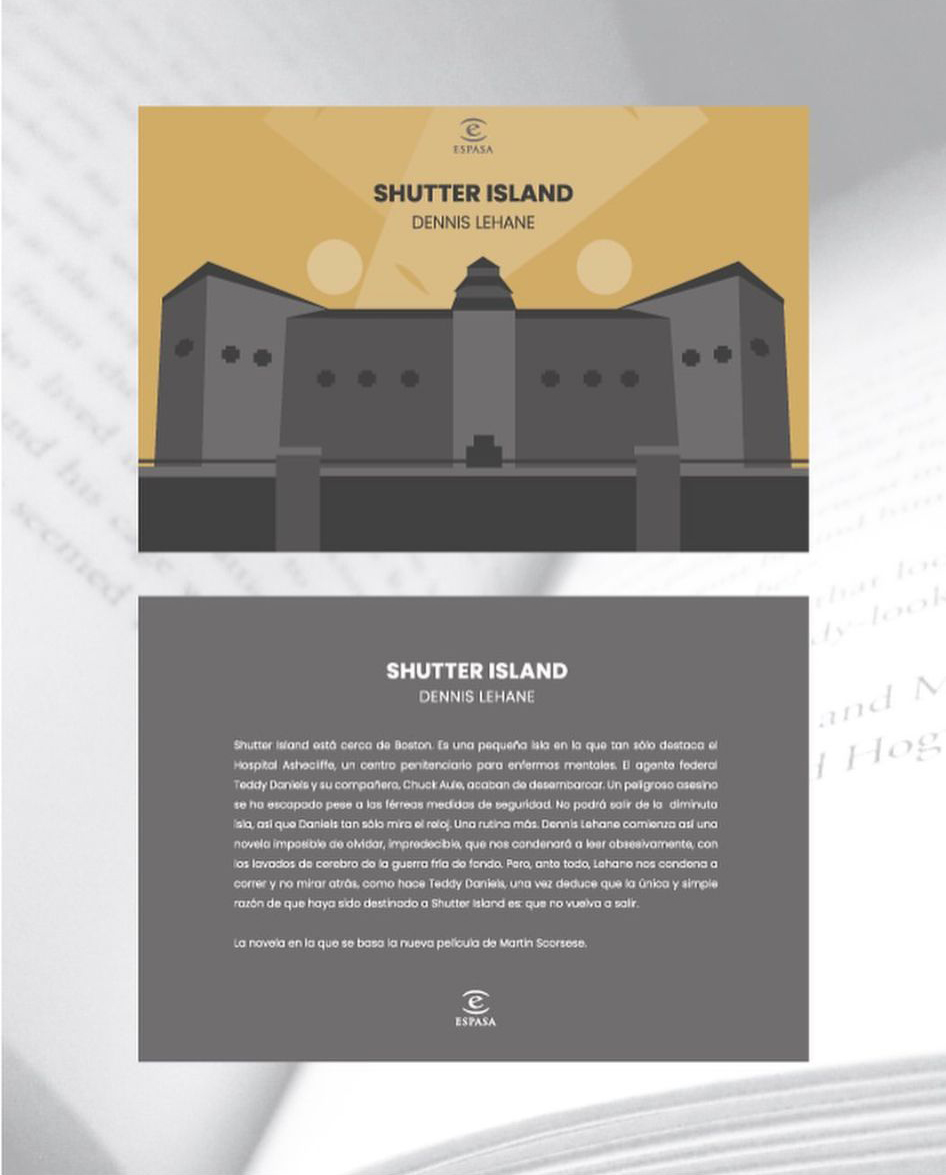 ESPASA
SHUTTER ISLAND
DENNIS LEHANE
SHUTTER ISLAND
DENNIS LEHANE
Shutter Island está cerca de Boston. Es una pequeña isla en la que tan sólo destaca el
Hospital Ashecliffe, un centro penitenciario para enfermos mentales. El agente federal
Teddy Daniels y su compañero, Chuck Aule, acaban de desembarcar. Un peligroso asesino
se ha escapado pese a las férreas medidas de seguridad. No podrá salir de la diminuta
isla, así que Daniels tan sólo mira el reloj. Una rutina más. Dennis Lehane comienza así una
novela imposible de olvidar, impredecible, que nos condenará a leer obsesivamente, con
los lavados de cerebro de la guerra fría de fondo. Pero, ante todo, Lehane nos condena a
correr y no mirar atrás, como hace Teddy Daniels, una vez deduce que la única y simple
razón de que haya sido destinado a Shutter Island es: que no vuelva a salir.
La novela en la que se basa la nueva película de Martin Scorsese.
ESPASA
lived
seemed
that
and M
Hog